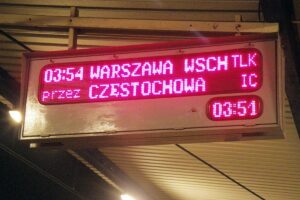 03:54 WARSZAWA WSCH TLK
przez CZĘSTOCHOWA IC
03:51